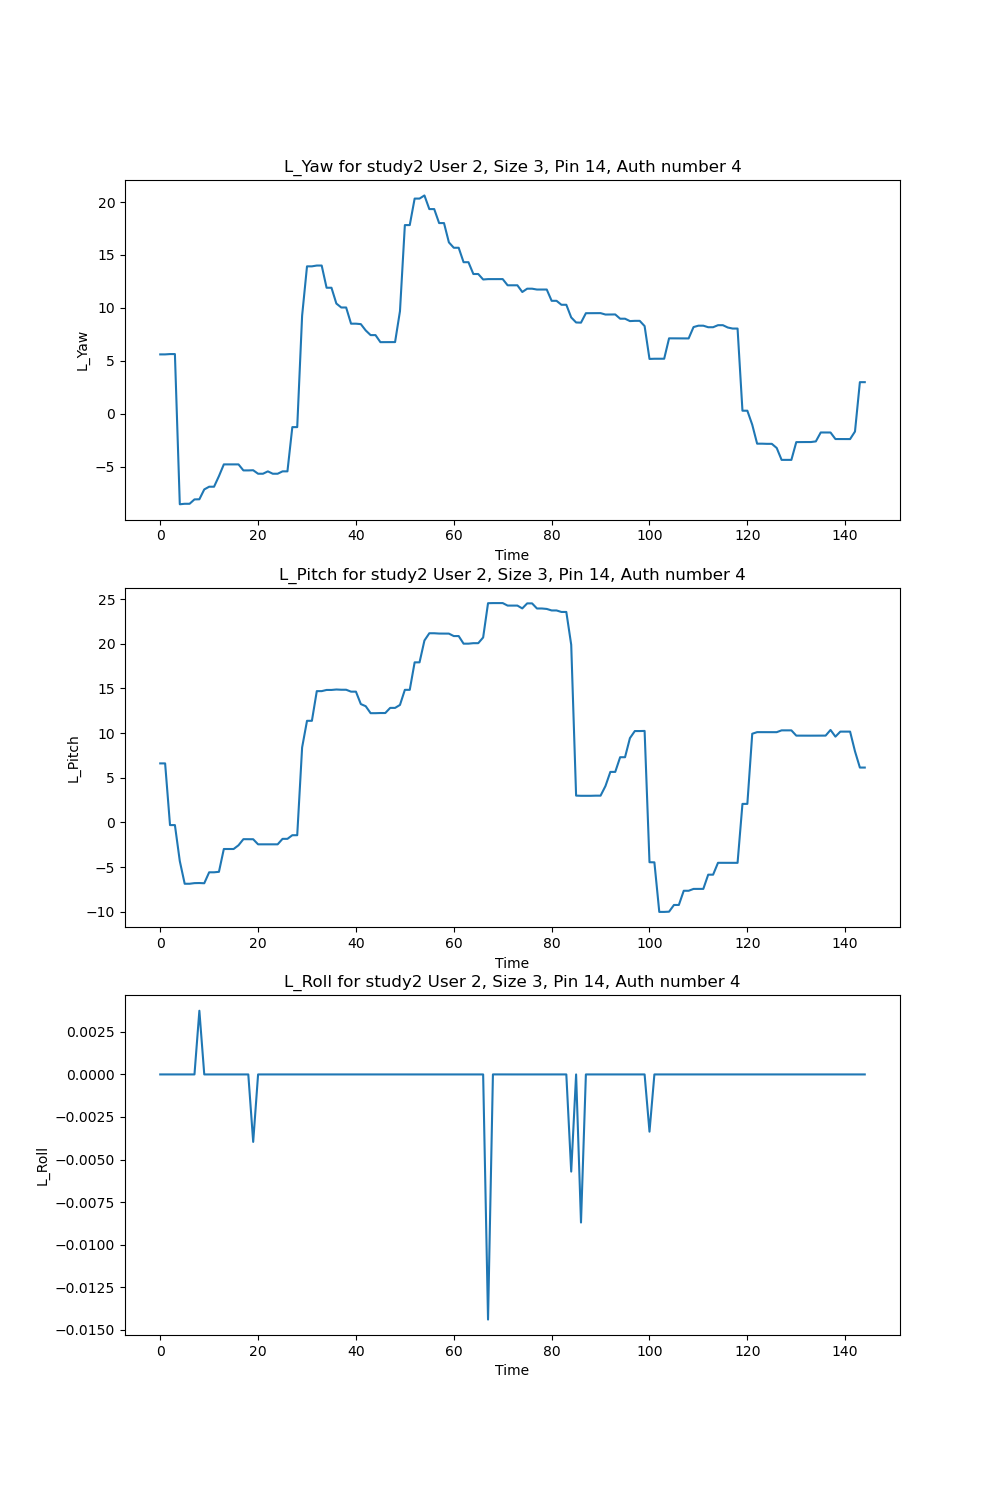 L_Yaw for study2 User 2, Size 3, Pin 14, Auth number 4
20
15
10
5
0
−5
L_Yaw
0 20 40 60 80 100 120 140
Time
L_Pitch for study2 User 2, Size 3, Pin 14, Auth number 4
25
20
15
10
5
0
−5
−10
L_Pitch
0 20 40 60 80 100 120 140
Time
L_Roll for study2 User 2, Size 3, Pin 14, Auth number 4
0.0025
0.0000
−0.0025
−0.0050
−0.0075
−0.0100
−0.0125
−0.0150
L_Roll
0 20 40 60 80 100 120 140
Time